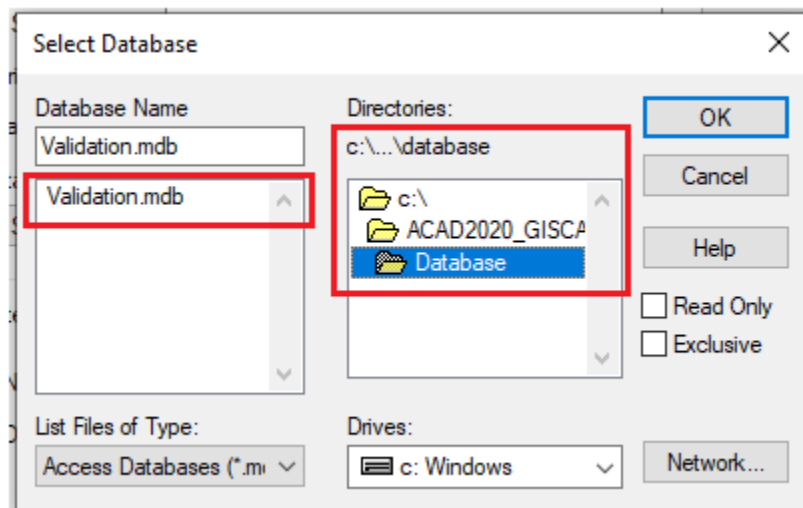 Select Database
Database Name
Validation.mdb
Validation.mdb
List Files of Type:
Access Databases (*.m
Directories:
c:\...\database
c:\
ACAD2020_GISCA
Database
Drives:
c: Windows
OK
Cancel
Help
Read Only
Exclusive
Network...